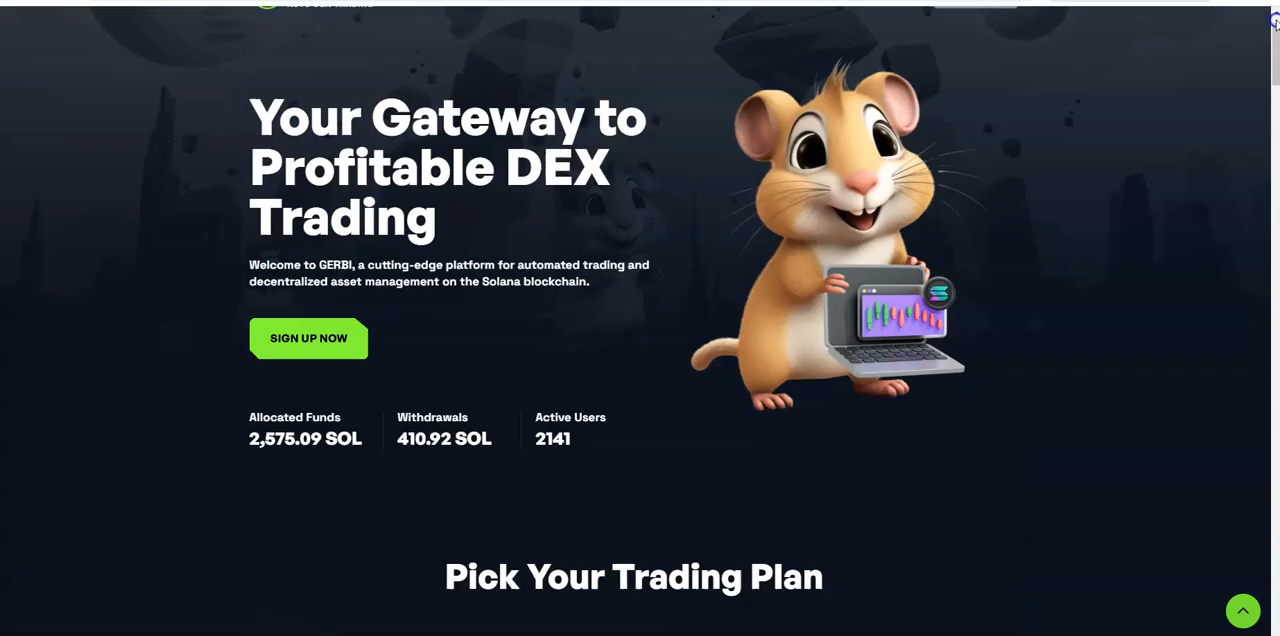 Your Gateway to
Profitable DEX
Trading
Welcome to GERBI, a cutting-edge platform for automated trading and
decentralized asset management on the Solana blockchain.
SIGN UP NOW
Allocated Funds
Withdrawals
Active Users
2,575.09 SOL
410.92 SOL
2141
Pick Your Trading Plan